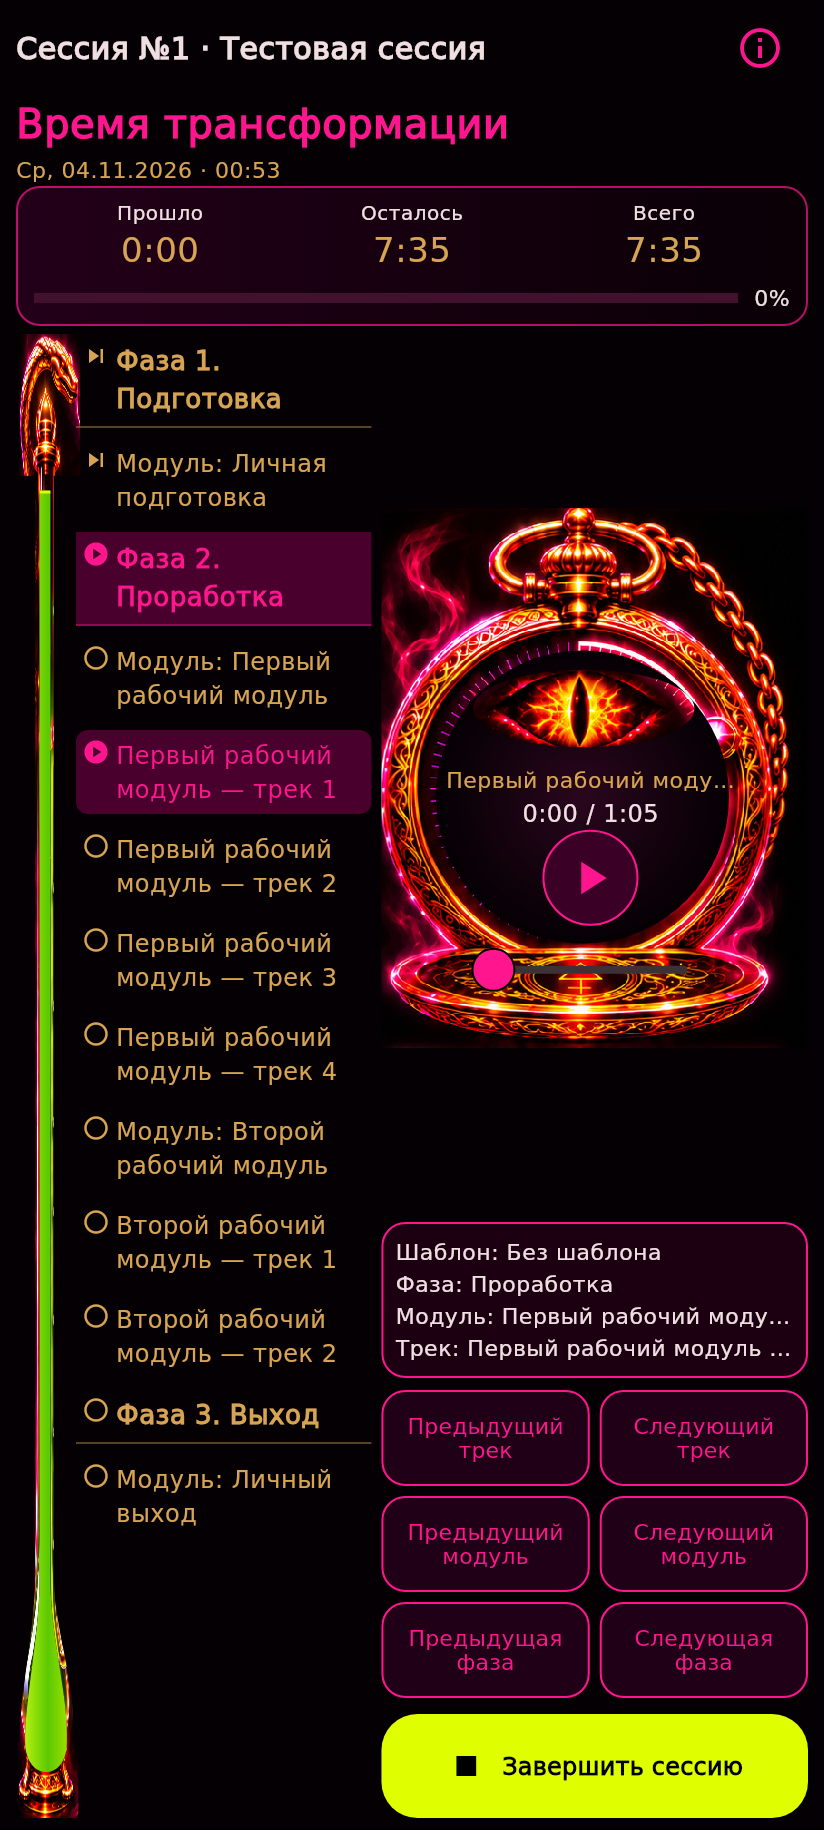 Сессия №1 · Тестовая сессия
Время трансформации
Ср, 04.11.2026 · 00:53
Прошло
Осталось
Всего
0:00
7:35
7:35
0%
Фаза 1.
Подготовка
Модуль: Личная
подготовка
Фаза 2.
Проработка
Модуль: Первый
рабочий модуль
Первый рабочий
модуль — трек 1
Первый рабочий
модуль — трек 2
Первый рабочий
модуль — трек 3
Первый рабочий
модуль — трек 4
Модуль: Второй
рабочий модуль
Второй рабочий
модуль — трек 1
Второй рабочий
модуль — трек 2
Фаза 3. Выход
Модуль: Личный
выход
Первый рабочий моду...
0:00 / 1:05
Шаблон: Без шаблона
Фаза: Проработка
Модуль: Первый рабочий моду...
Трек: Первый рабочий модуль ...
Предыдущий
трек
Следующий
трек
Предыдущий
модуль
Следующий
модуль
Предыдущая
фаза
Следующая
фаза
Завершить сессию